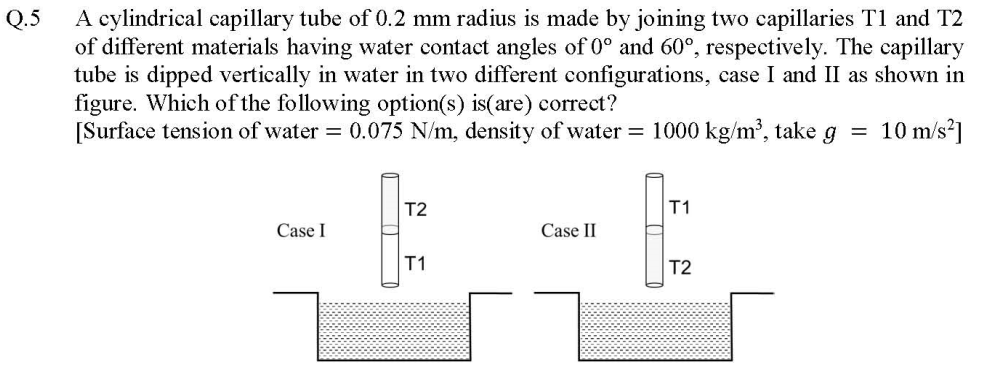 Q.5 A cylindrical capillary tube of 0.2 mm radius is made by joining two capillaries T1 and T2
of different materials having water contact angles of 0° and 60°, respectively. The capillary
tube is dipped vertically in water in two different configurations, case I and II as shown in
figure. Which of the following option(s) is(are) correct?
[Surface tension of water = 0.075 N/m, density of water = 1000 kg/m³, take g = 10 m/s²]
T2
T1
Case I
Case II
T1
T2